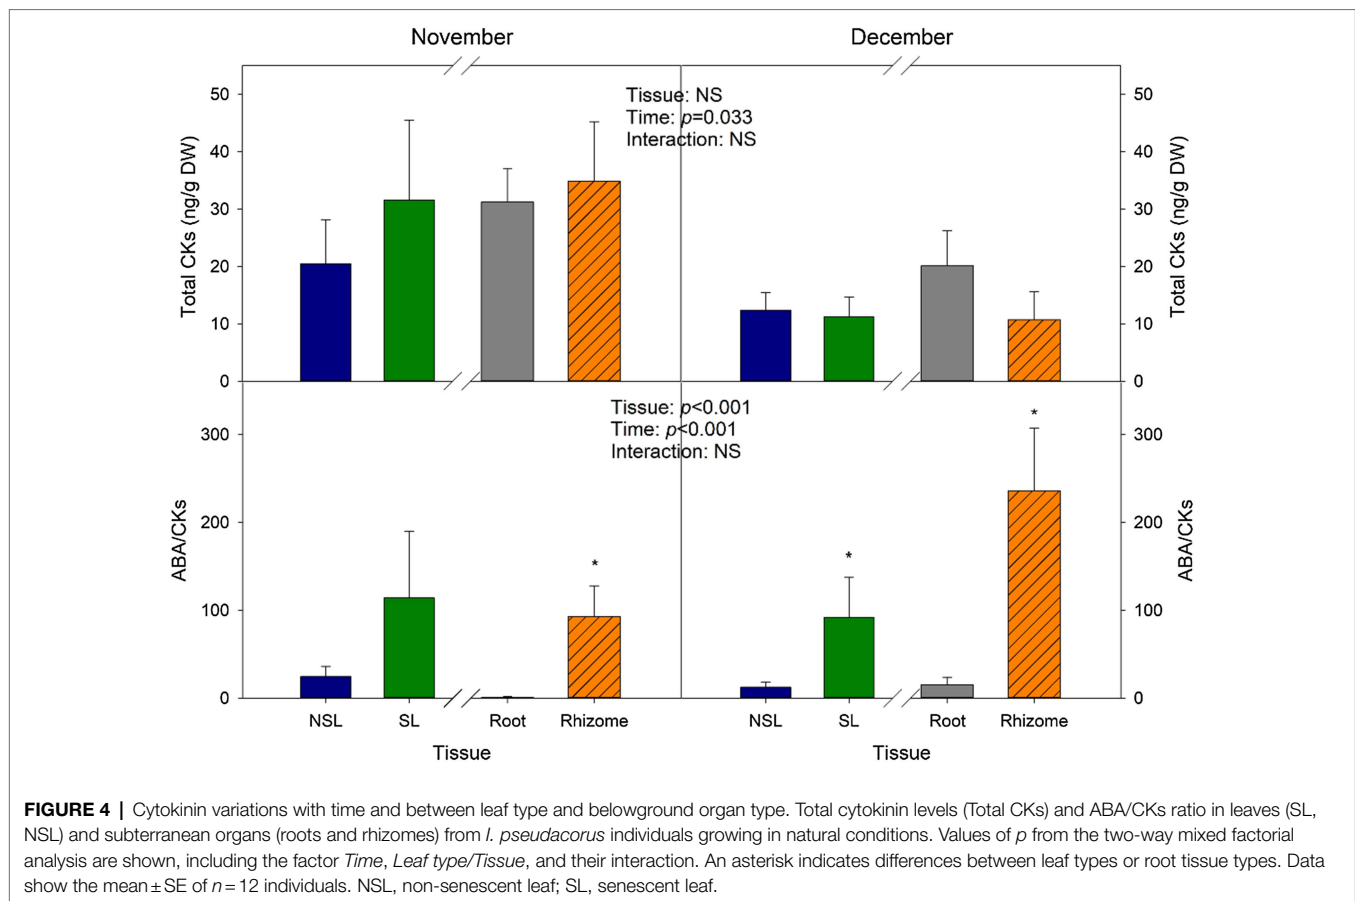 November
December
Tissue: NS
Time: p=0.033
Interaction: NS
Total CKs (ng/g DW)
50
40
30
20
10
0
50
40
30
20
10
0
Total CKs (ng/g DW)
Tissue: p<0.001
Time: p<0.001
Interaction: NS
ABA/CKs
300
200
100
0
*
*
*
300
200
100
0
ABA/CKs
NSL SL Root Rhizome NSL SL Root Rhizome
Tissue Tissue
FIGURE 4 | Cytokinin variations with time and between leaf type and belowground organ type. Total cytokinin levels (Total CKs) and ABA/CKs ratio in leaves (SL,
NSL) and subterranean organs (roots and rhizomes) from I. pseudacorus individuals growing in natural conditions. Values of p from the two-way mixed factorial
analysis are shown, including the factor Time, Leaf type/Tissue, and their interaction. An asterisk indicates differences between leaf types or root tissue types. Data
show the mean ± SE of n = 12 individuals. NSL, non-senescent leaf; SL, senescent leaf.